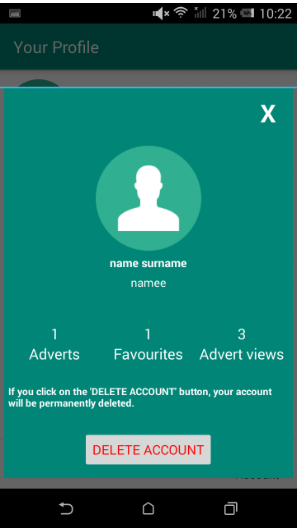 21% 10:22
Your Profile
X
name surname
namee
1 1 3
Adverts Favourites Advert views
If you click on the 'DELETE ACCOUNT' button, your account
will be permanently deleted.
DELETE ACCOUNT